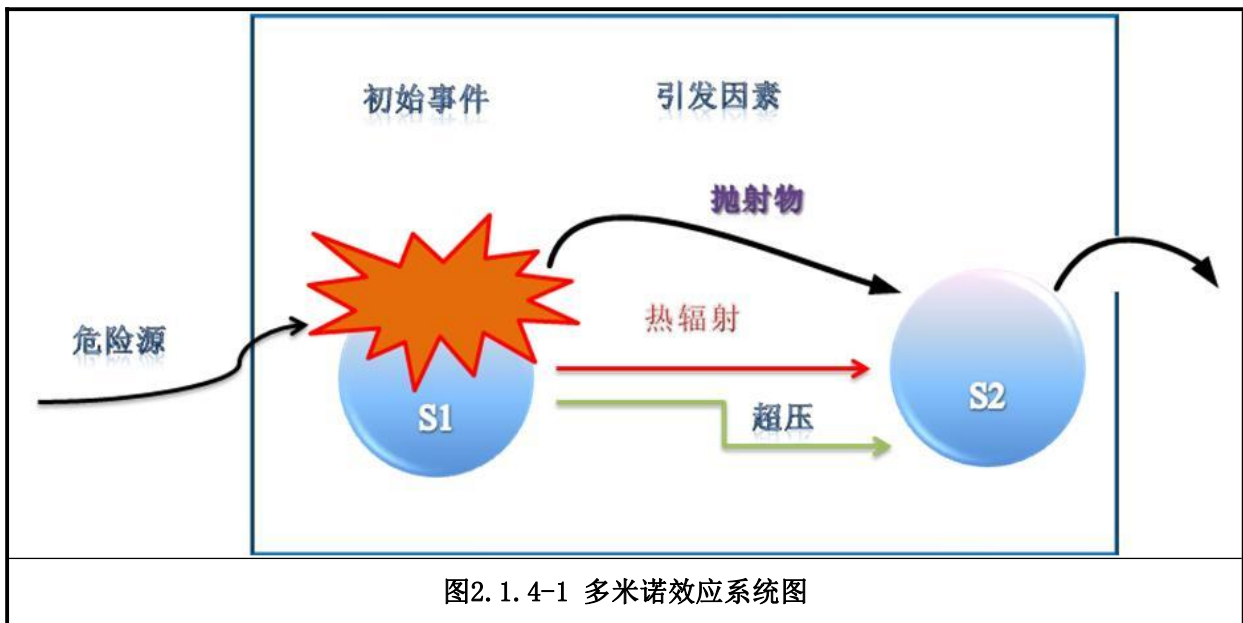 初始事件 引发因素
抛射物
热辐射
危险源
S1 超压 S2
图2.1.4-1 多米诺效应系统图